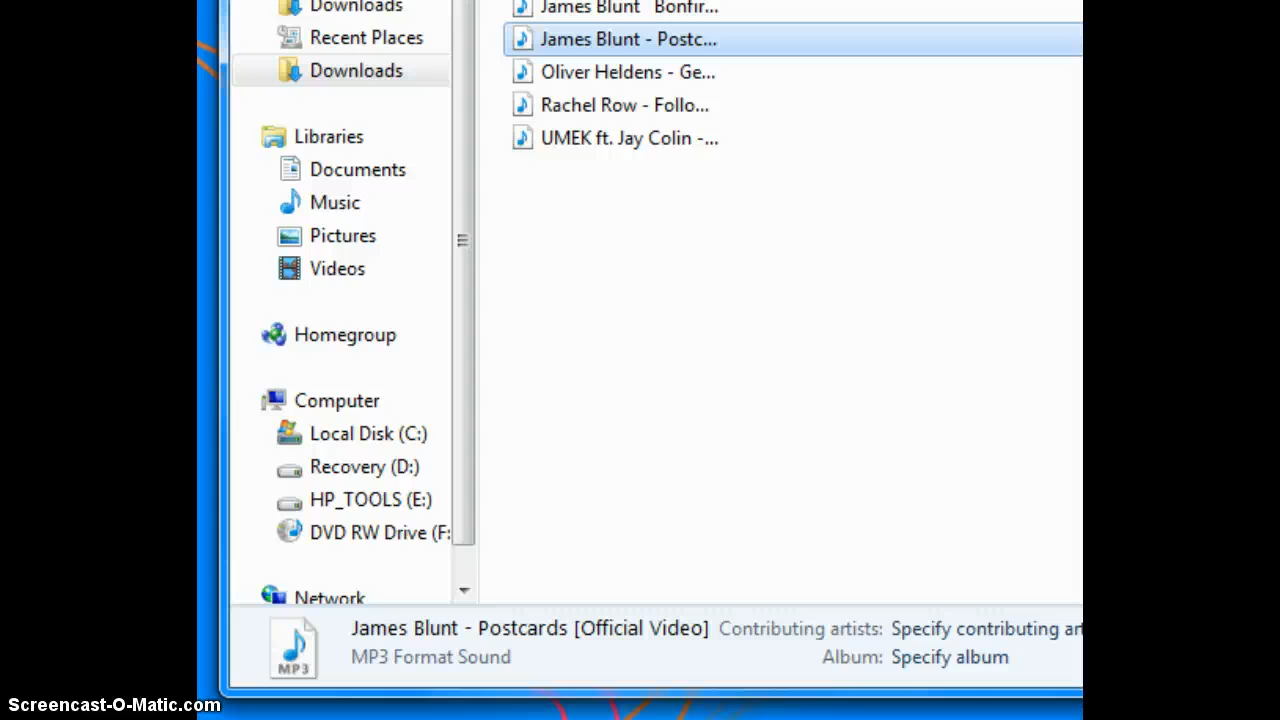 Downloads
Recent Places
Downloads
Libraries
Documents
Music
Pictures
Videos
Homegroup
Computer
Local Disk (C:)
Recovery (D:)
HP_TOOLS (E:)
DVD RW Drive (F:
Network
James Blunt Bonfir...
James Blunt - Postc...
Oliver Heldens - Ge...
Rachel Row - Follo...
UMEK ft. Jay Colin -...
MP3
James Blunt - Postcards [Official Video]
MP3 Format Sound
Contributing artists: Specify contributing art
Album: Specify album
Screencast-O-Matic.com